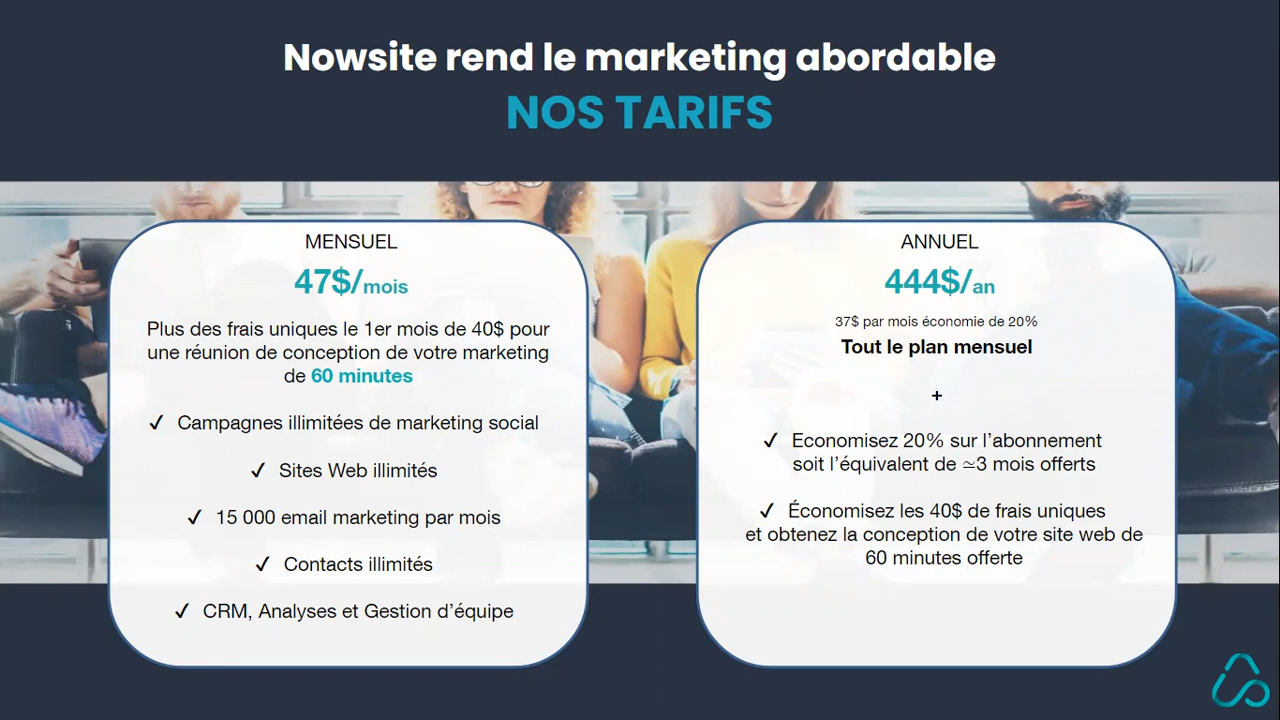 Nowsite rend le marketing abordable
NOS TARIFS
MENSUEL
47$/mois
Plus des frais uniques le 1er mois de 40$ pour
une réunion de conception de votre marketing
de 60 minutes
✓ Campagnes illimitées de marketing social
✓ Sites Web illimités
✓ 15 000 email marketing par mois
✓ Contacts illimités
✓ CRM, Analyses et Gestion d’équipe
ANNUEL
444$/an
37$ par mois économie de 20%
Tout le plan mensuel
+
✓ Economisez 20% sur l’abonnement
soit l’équivalent de ≃3 mois offerts
✓ Économisez les 40$ de frais uniques
et obtenez la conception de votre site web de
60 minutes offerte